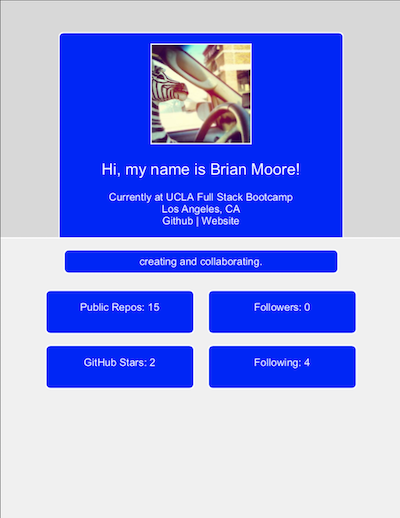 Hi, my name is Brian Moore!
Currently at UCLA Full Stack Bootcamp
Los Angeles, CA
Github | Website
creating and collaborating.
Public Repos: 15
Followers: 0
GitHub Stars: 2
Following: 4